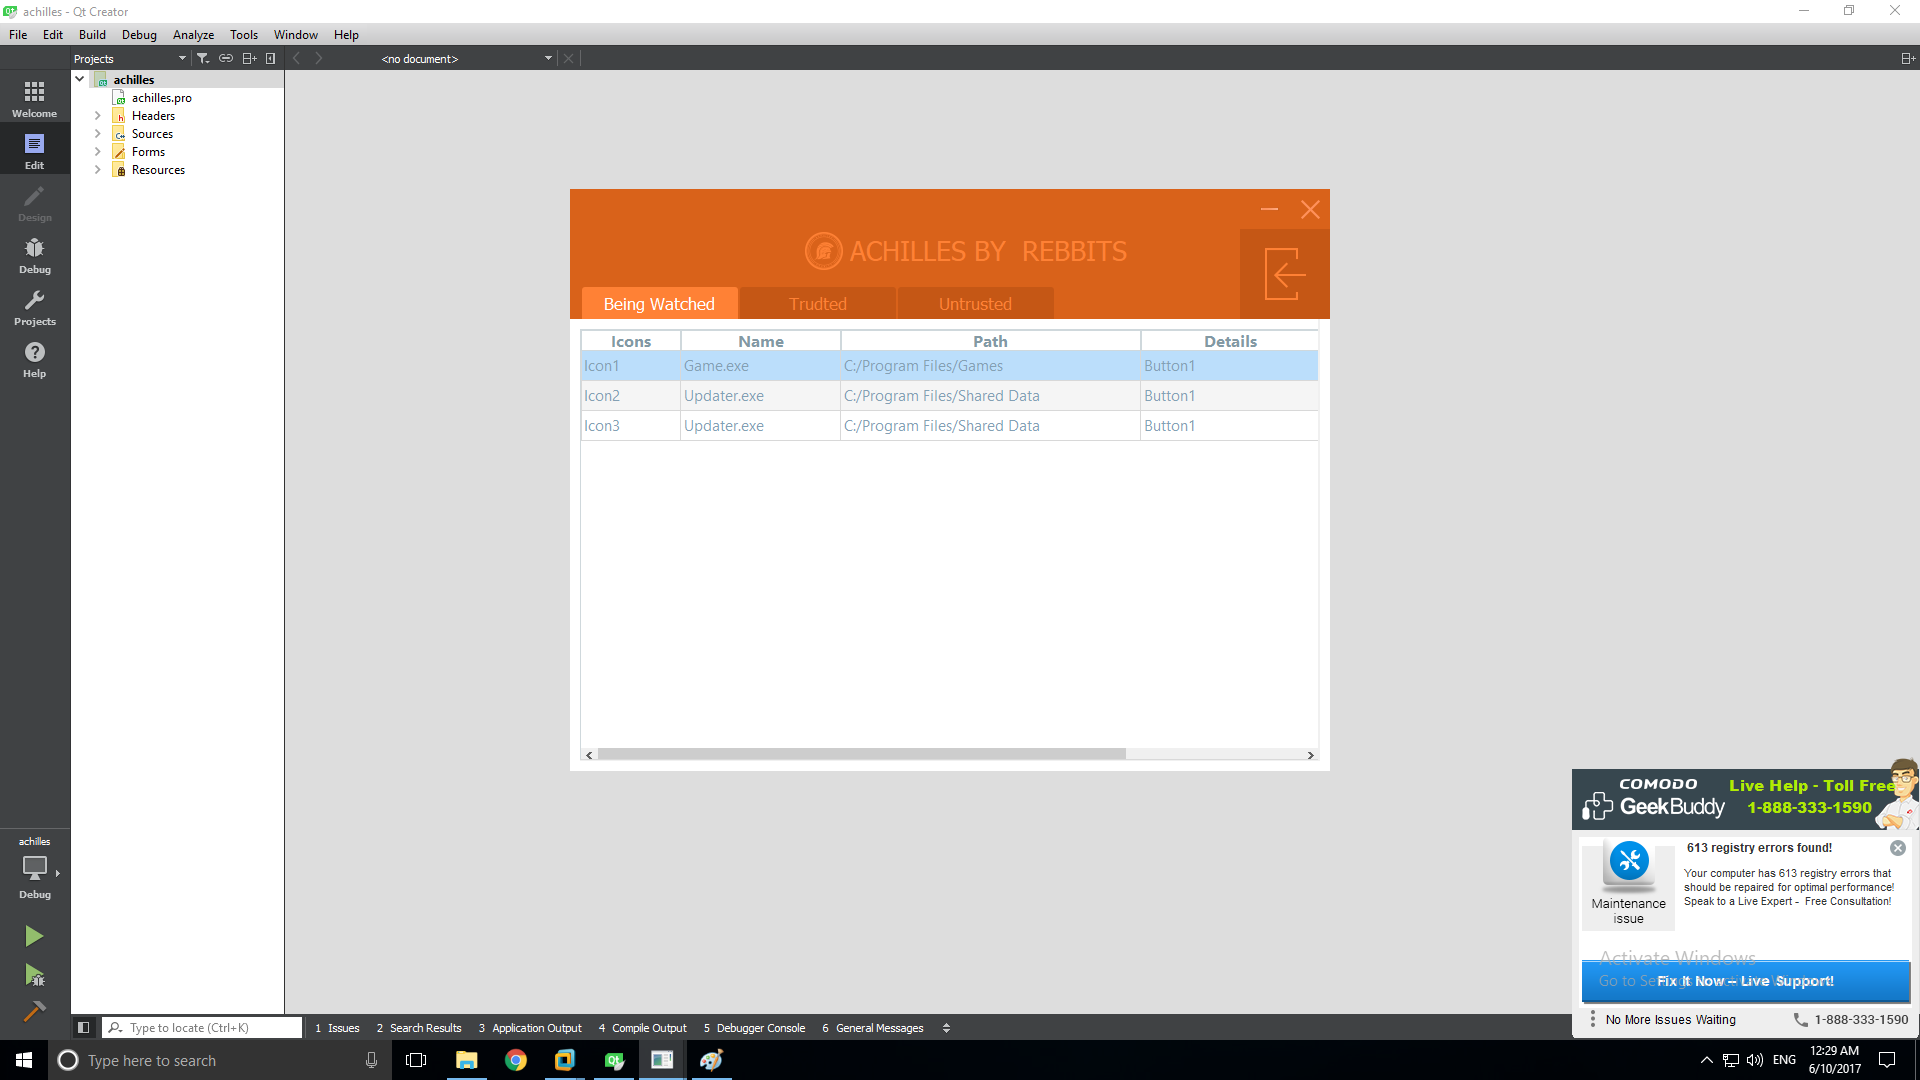 achilles - Qt Creator
File Edit Build Debug Analyze Tools Window Help
Projects <no document>
achilles
achilles.pro
Headers
Sources
Forms
Resources
Welcome
Edit
Design
Debug
Projects
Help
ACHILLES BY REBBITS
Being Watched Trudted Untrusted
Icons Name Path Details
Icon1 Game.exe C:/Program Files/Games Button1
Icon2 Updater.exe C:/Program Files/Shared Data Button1
Icon3 Updater.exe C:/Program Files/Shared Data Button1
COMODO
GeekBuddy
Live Help - Toll Free
1-888-333-1590
613 registry errors found!
Your computer has 613 registry errors that
should be repaired for optimal performance!
Speak to a Live Expert - Free Consultation!
Maintenance
issue
Activate Windows
Fix It Now – Live Support!
No More Issues Waiting 1-888-333-1590
achilles
Debug
Type to locate (Ctrl+K) 1 Issues 2 Search Results 3 Application Output 4 Compile Output 5 Debugger Console 6 General Messages
Type here to search
ENG
12:29 AM
6/10/2017